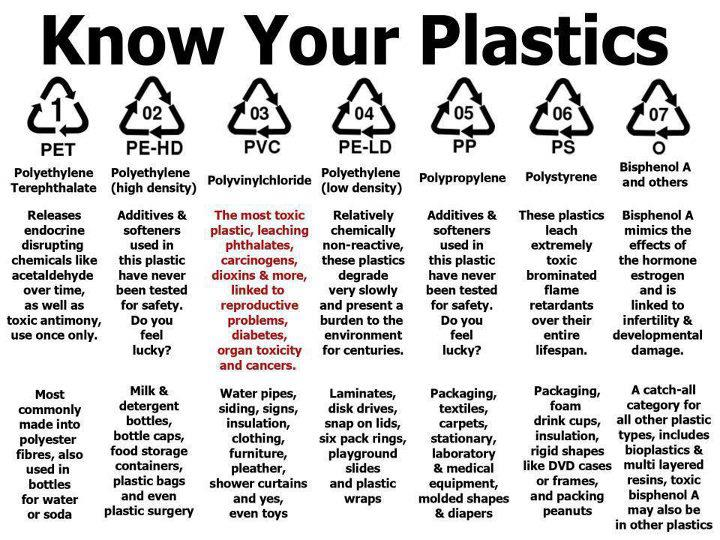 Know Your Plastics
1
PET
02
PE-HD
03
PVC
04
PE-LD
05
PP
06
PS
07
O
Polyethylene
Terephthalate
Polyethylene
(high density)
Polyvinylchloride
Polyethylene
(low density)
Polypropylene
Polystyrene
Bisphenol A
and others
Releases
endocrine
disrupting
chemicals like
acetaldehyde
over time,
as well as
toxic antimony,
use once only.
Additives &
softeners
used in
this plastic
have never
been tested
for safety.
Do you
feel
lucky?
The most toxic
plastic, leaching
phthalates,
carcinogens,
dioxins & more,
linked to
reproductive
problems,
diabetes,
organ toxicity
and cancers.
Relatively
chemically
non-reactive,
these plastics
degrade
very slowly
and present a
burden to the
environment
for centuries.
Additives &
softeners
used in
this plastic
have never
been tested
for safety.
Do you
feel
lucky?
These plastics
leach
extremely
toxic
brominated
flame
retardants
over their
entire
lifespan.
Bisphenol A
mimics the
effects of
the hormone
estrogen
and is
linked to
infertility &
developmental
damage.
Most
commonly
made into
polyester
fibres, also
used in
bottles
for water
or soda
Milk &
detergent
bottles,
bottle caps,
food storage
containers,
plastic bags
and even
plastic surgery
Water pipes,
siding, signs,
insulation,
clothing,
furniture,
pleather,
shower curtains
and yes,
even toys
Laminates,
disk drives,
snap on lids,
six pack rings,
playground
slides
and plastic
wraps
Packaging,
textiles,
carpets,
stationary,
laboratory
& medical
equipment,
molded shapes
& diapers
Packaging,
foam
drink cups,
insulation,
rigid shapes
like DVD cases
or frames,
and packing
peanuts
A catch-all
category for
all other plastic
types, includes
bioplastics &
multi layered
resins, toxic
bisphenol A
may also be
in other plastics